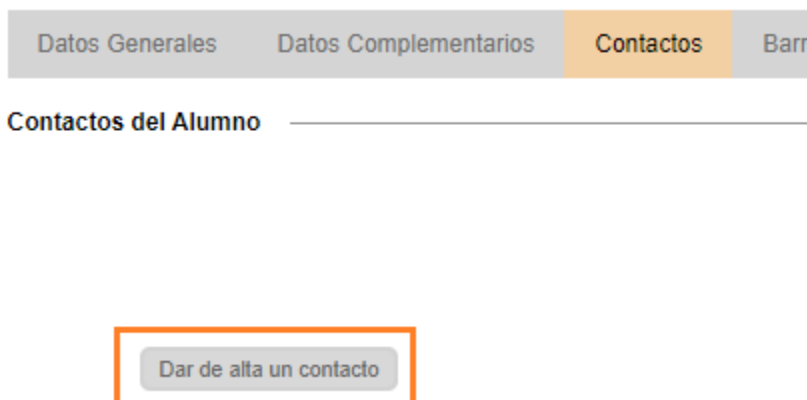 Datos Generales Datos Complementarios Contactos
Contactos del Alumno
Dar de alta un contacto